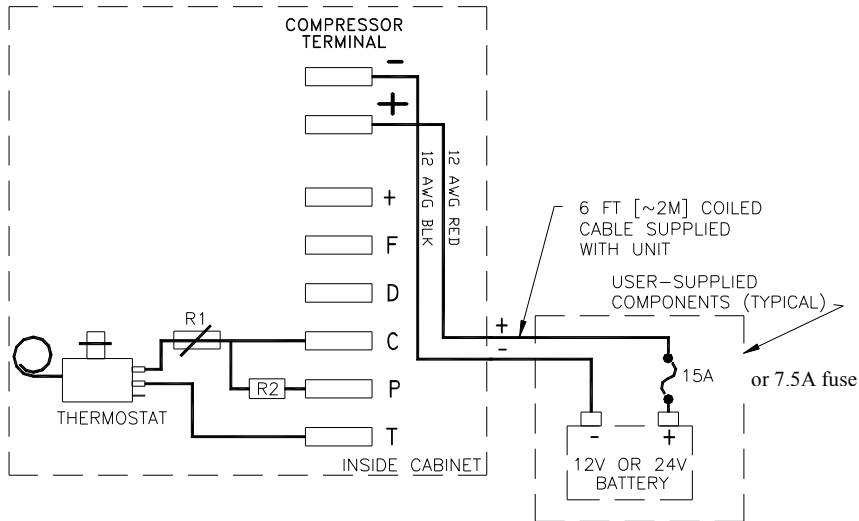 COMPRESSOR
TERMINAL
-
+
12 AWG BLK
12 AWG RED
+
F
D
C
P
T
R1
R2
THERMOSTAT
INSIDE CABINET
6 FT [~2M] COILED
CABLE SUPPLIED
WITH UNIT
USER-SUPPLIED
COMPONENTS (TYPICAL)
+
-
15A
or 7.5A fuse
- +
12V OR 24V
BATTERY